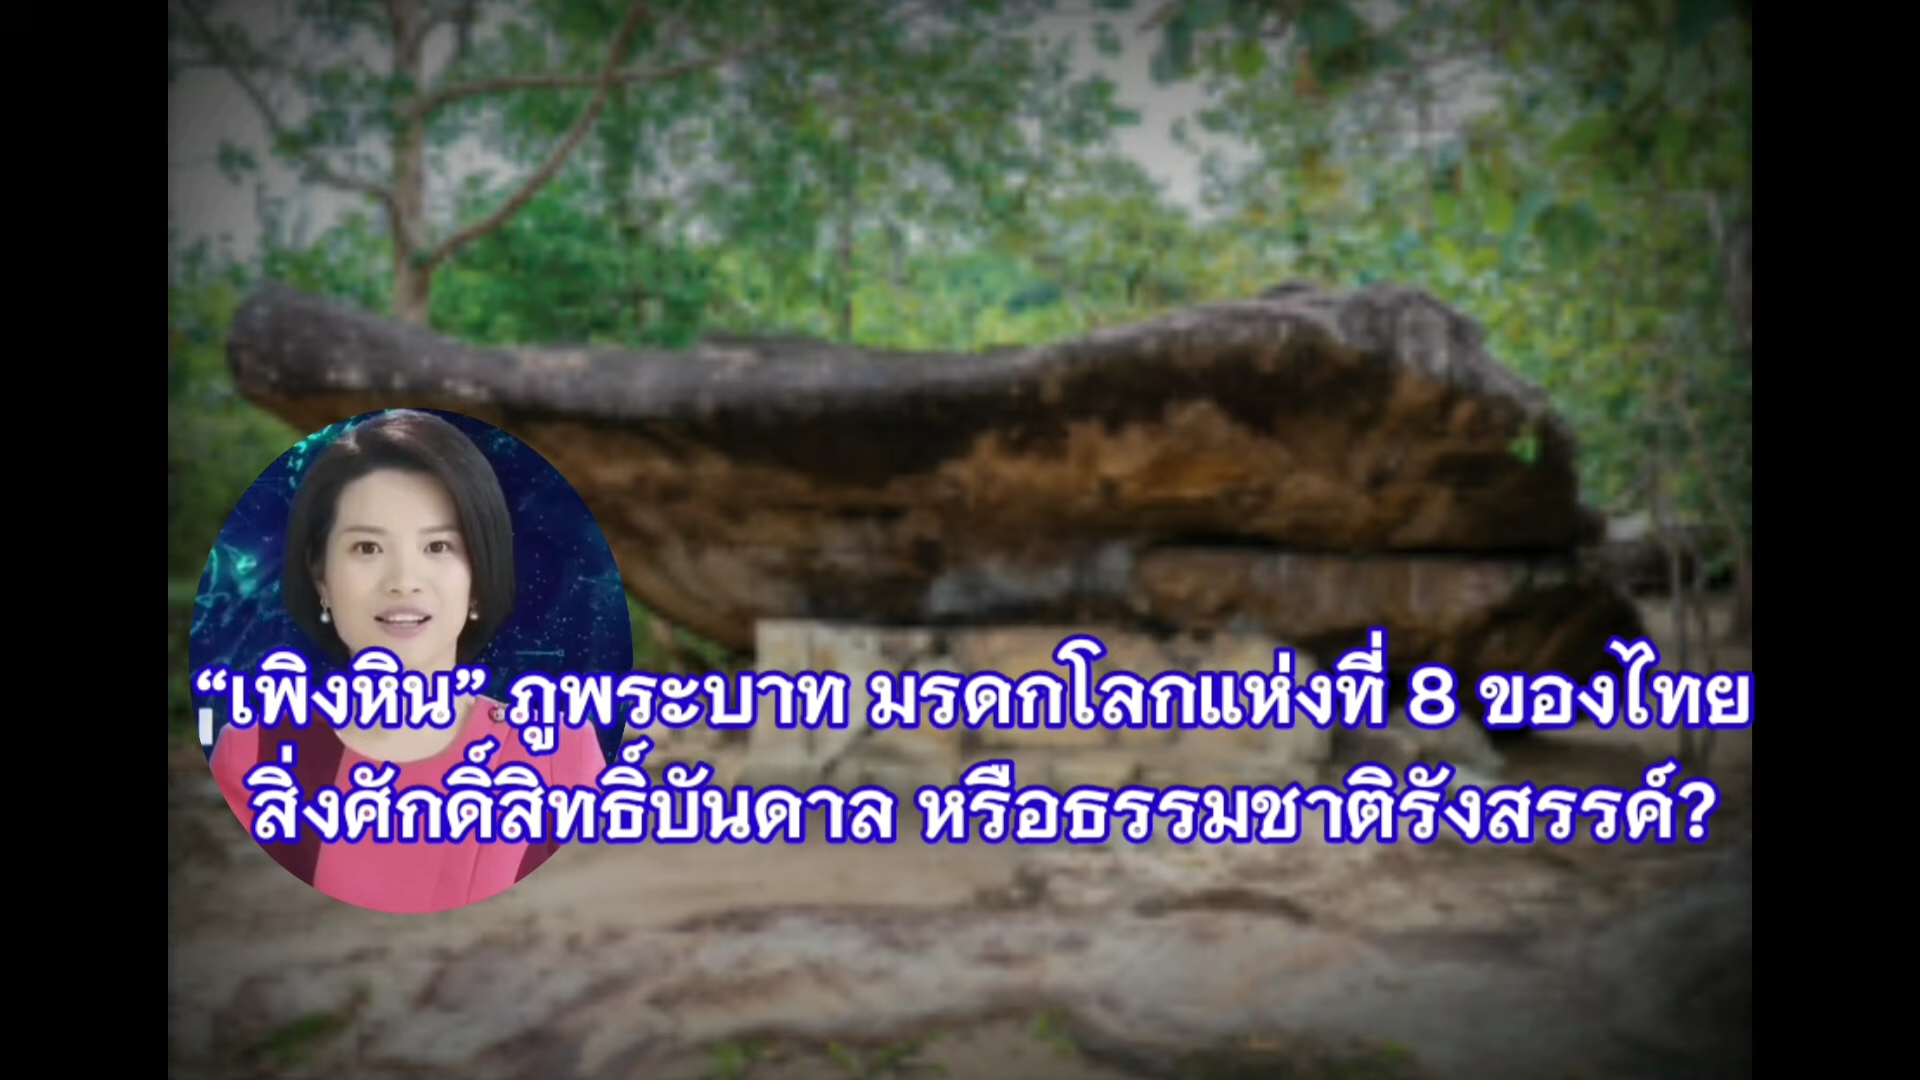 “เพิงหิน” ภูพระบาท มรดกโลกแห่งที่ 8 ของไทย
สิ่งศักดิ์สิทธิ์บันดาล หรือธรรมชาติรังสรรค์?